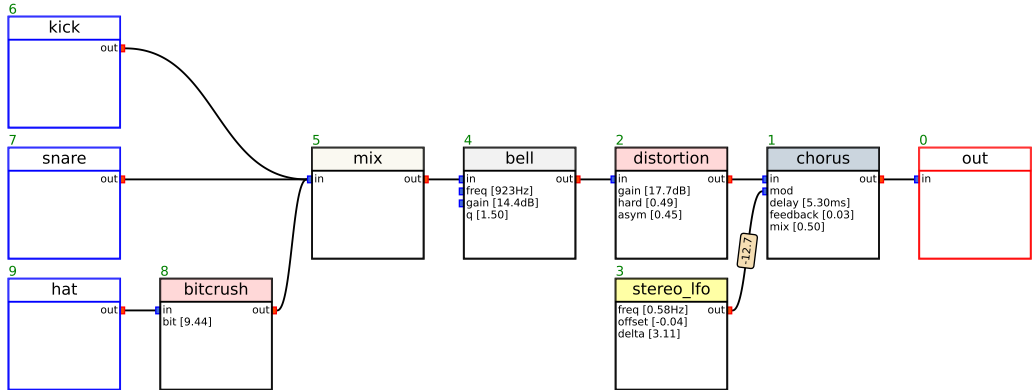 6
kick
out
7
snare
out
9
hat
out
8
bitcrush
in out
bit [9.44]
5
mix
in out
4
bell
in out
freq [923Hz]
gain [14.4dB]
q [1.50]
2
distortion
in out
gain [17.7dB]
hard [0.49]
asym [0.45]
3
stereo_lfo
freq [0.58Hz] out
offset [-0.04]
delta [3.11]
-12.7
1
chorus
in out
mod
delay [5.30ms]
feedback [0.03]
mix [0.50]
0
out
in